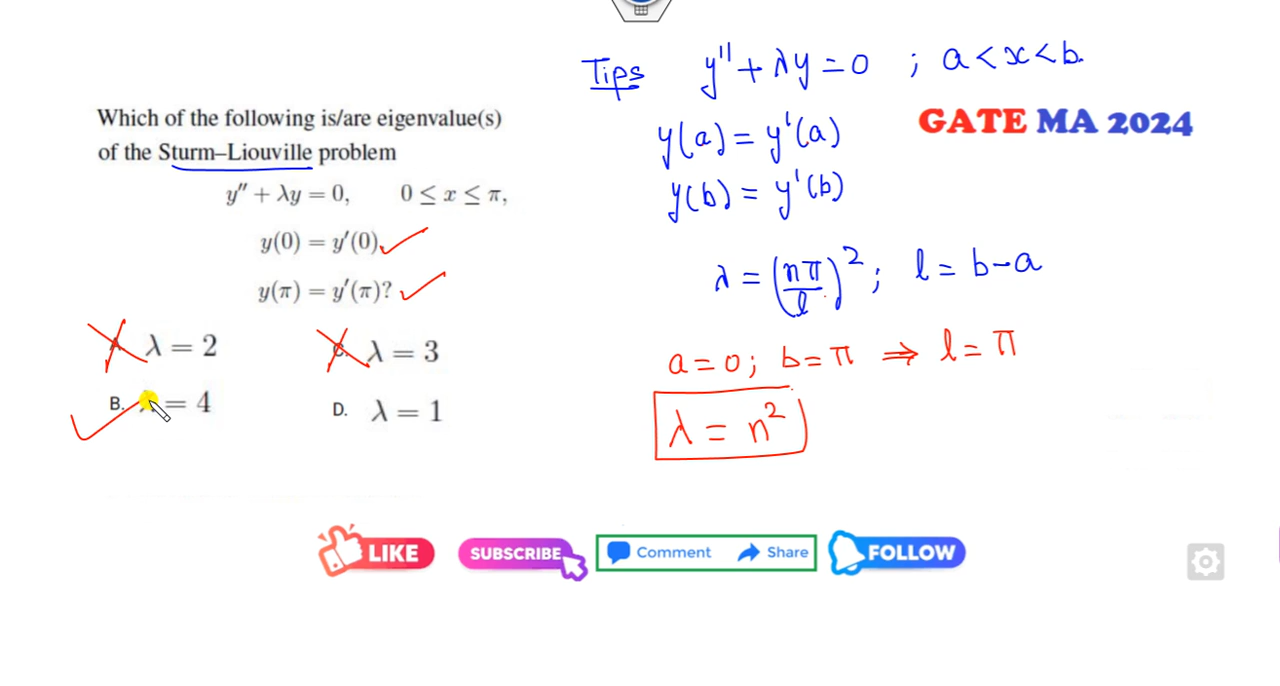 Tips y'' + λy = 0 ; a < x < b.
GATE MA 2024
Which of the following is/are eigenvalue(s)
of the Sturm–Liouville problem
y″ + λy = 0, 0 ≤ x ≤ π,
y(0) = y′(0)
y(π) = y′(π)?
λ = 2
C. λ = 3
B. λ = 4
D. λ = 1
y(a) = y'(a)
y(b) = y'(b)
λ = (nπ/l)² ; l = b - a
a = 0 ; b = π ⇒ l = π
λ = n²
LIKE
SUBSCRIBE
Comment
Share
FOLLOW